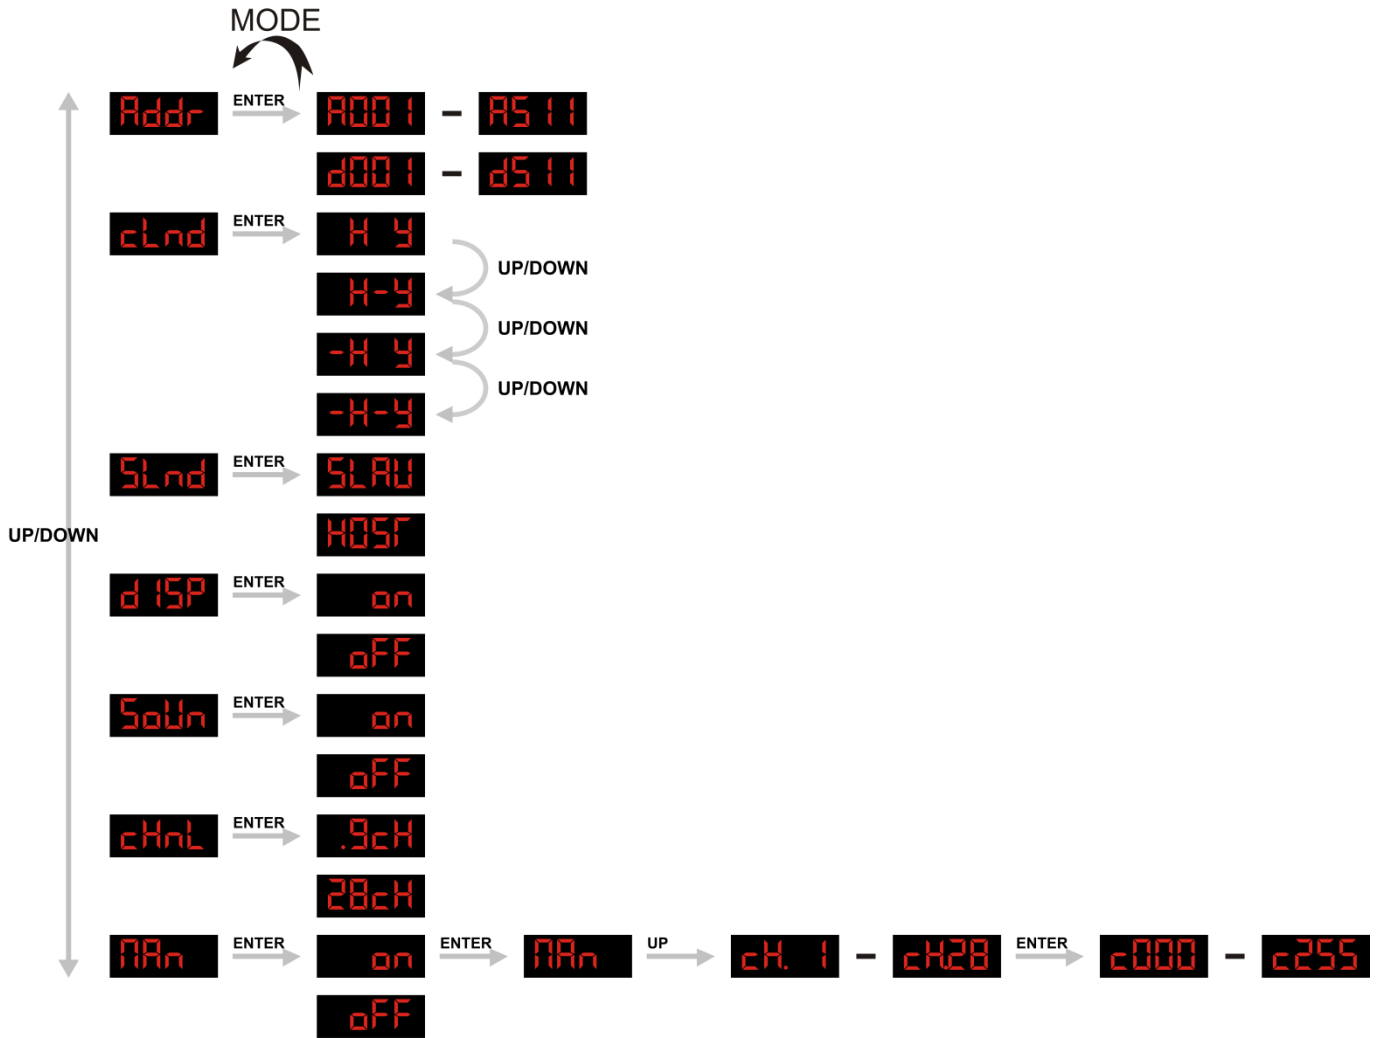 MODE
Addr ENTER A001 - A511
d001 - d511
cLnd ENTER H Y
UP/DOWN
H-Y
UP/DOWN
-H Y
UP/DOWN
-H-Y
SLnd ENTER SLAU
UP/DOWN
HOST
dISP ENTER on
oFF
SoUn ENTER on
oFF
cHnL ENTER .9cH
28cH
MAn ENTER on ENTER MAn UP cH. 1 - cH.28 ENTER c000 - c255
oFF